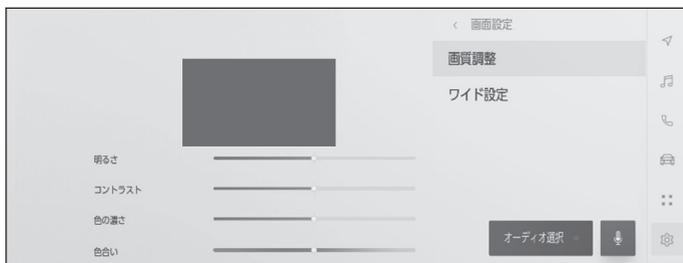 画面設定
画質調整
ワイド設定
明るさ
コントラスト
色の濃さ
色合い
オーディオ選択